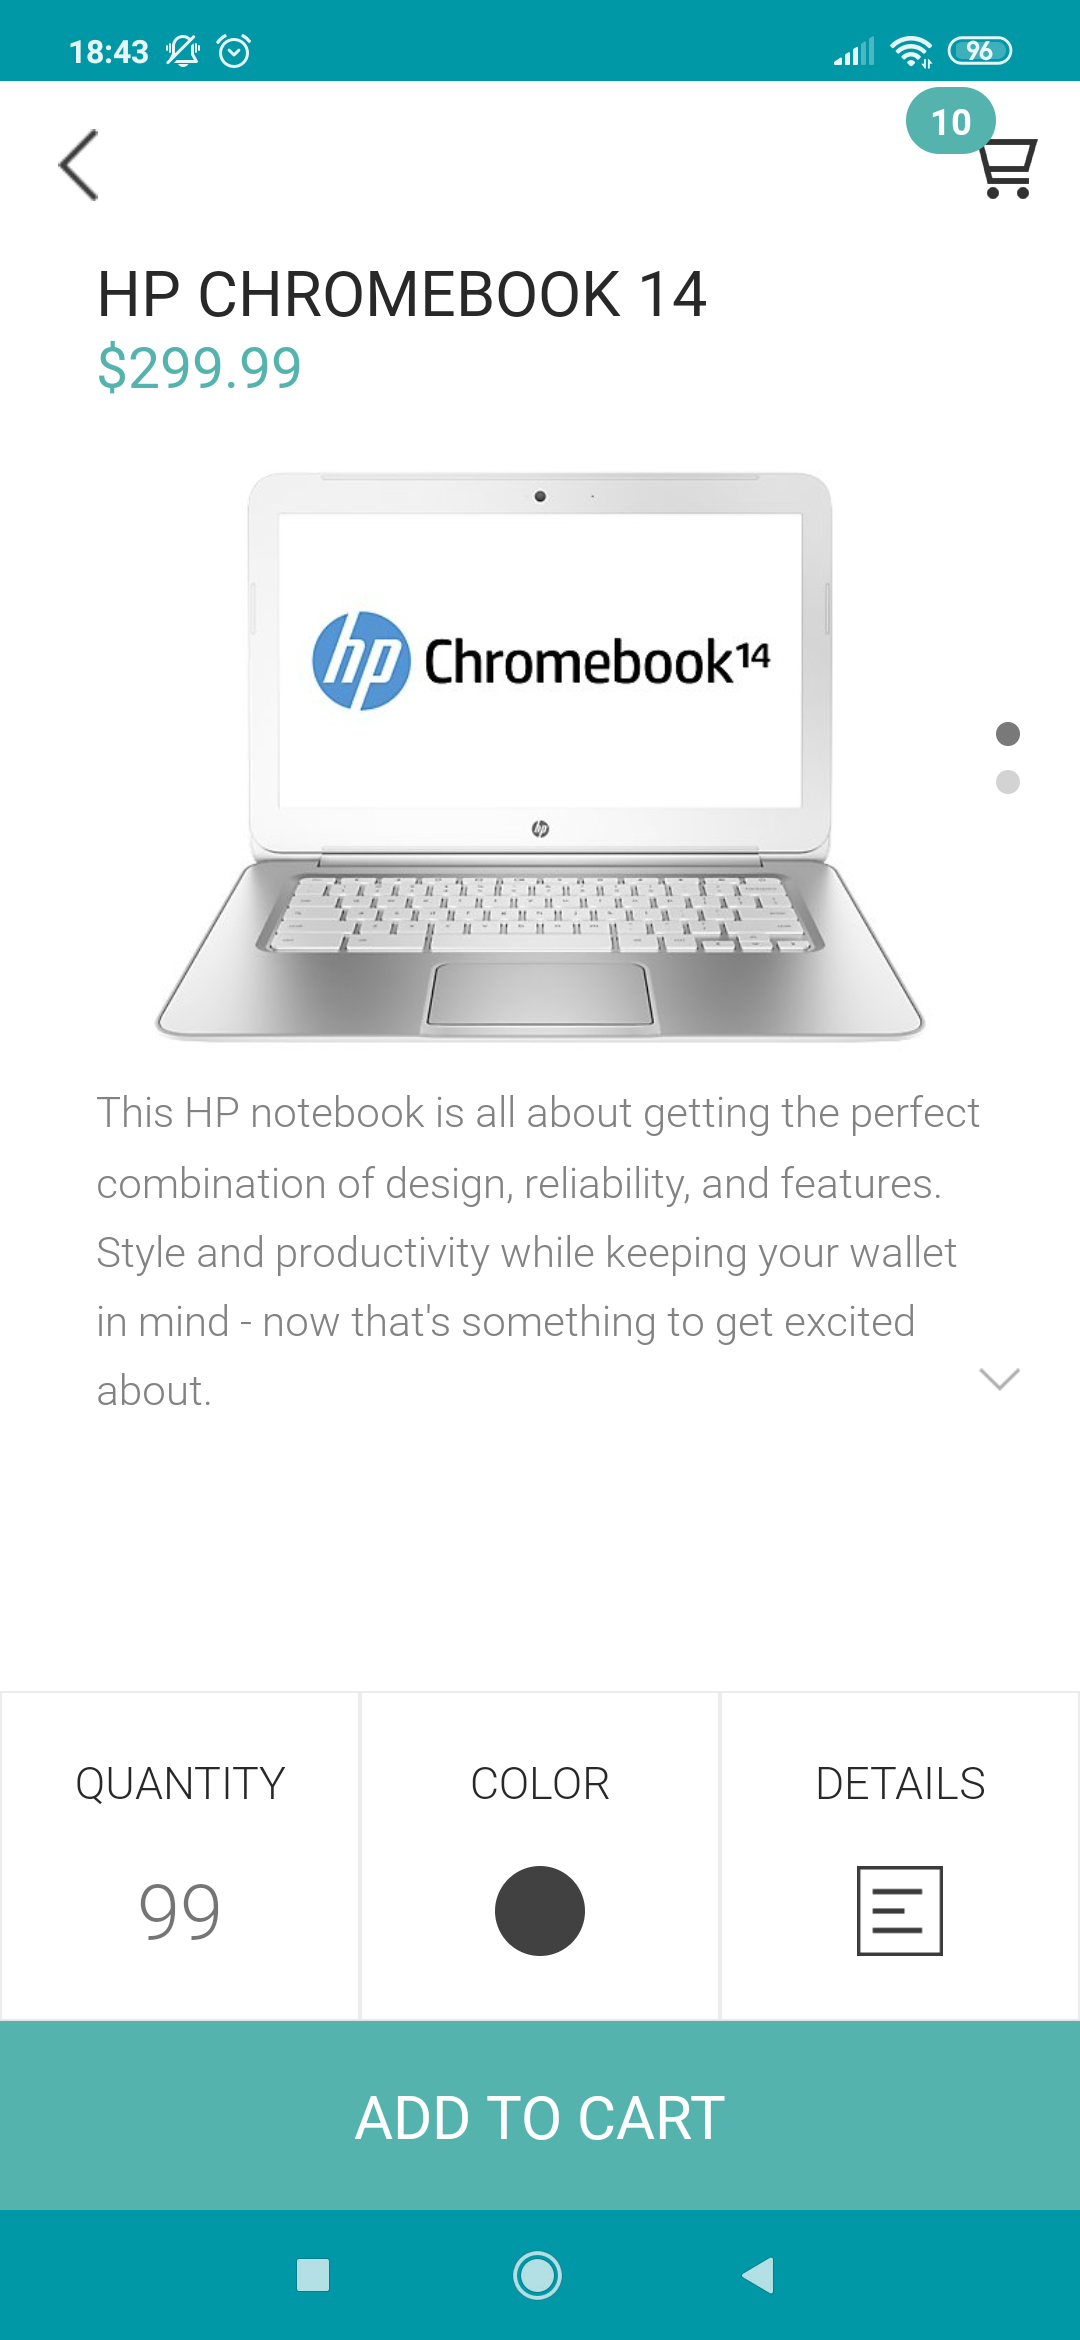 18:43
96
10
HP CHROMEBOOK 14
$299.99
hp Chromebook14
hp
This HP notebook is all about getting the perfect
combination of design, reliability, and features.
Style and productivity while keeping your wallet
in mind - now that's something to get excited
about.
QUANTITY
COLOR
DETAILS
99
ADD TO CART